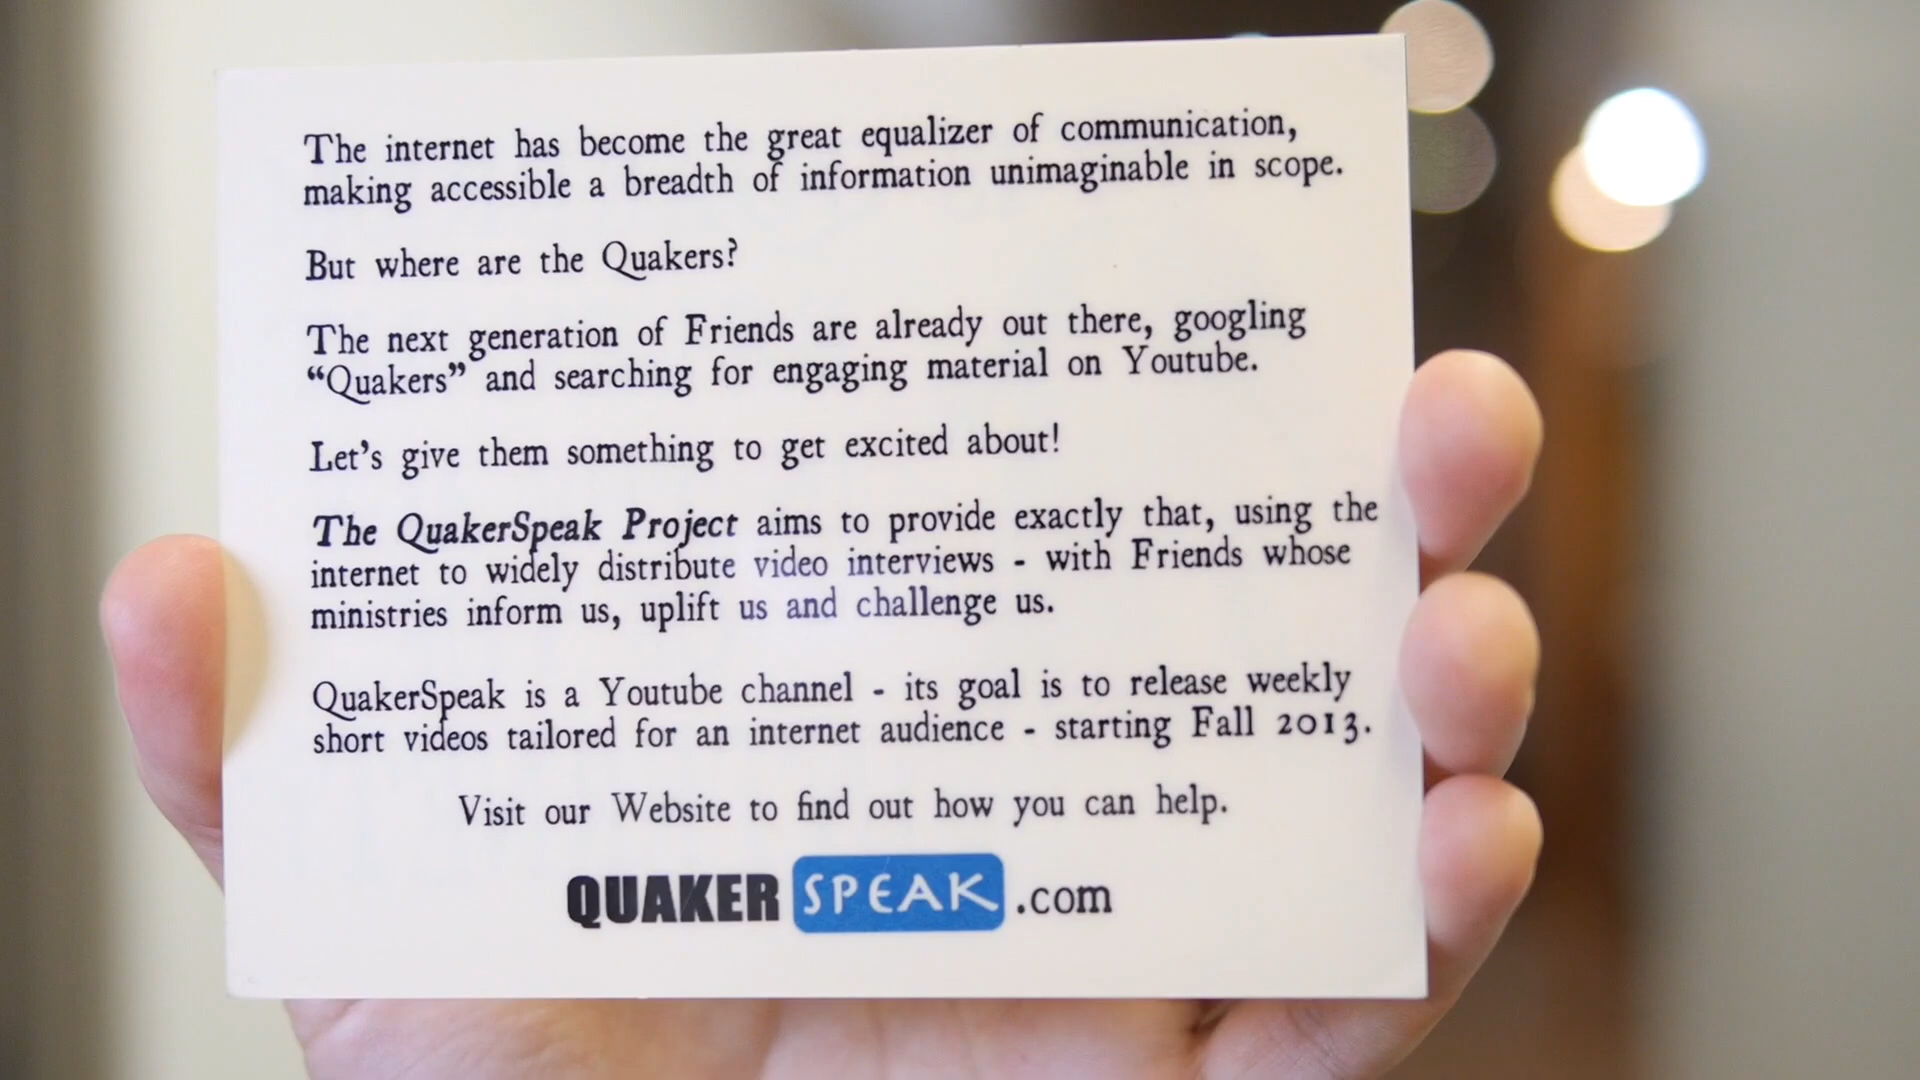 The internet has become the great equalizer of communication,
making accessible a breadth of information unimaginable in scope.
But where are the Quakers?
The next generation of Friends are already out there, googling
“Quakers” and searching for engaging material on Youtube.
Let’s give them something to get excited about!
The QuakerSpeak Project aims to provide exactly that, using the
internet to widely distribute video interviews - with Friends whose
ministries inform us, uplift us and challenge us.
QuakerSpeak is a Youtube channel - its goal is to release weekly
short videos tailored for an internet audience - starting Fall 2013.
Visit our Website to find out how you can help.
QUAKER SPEAK .com